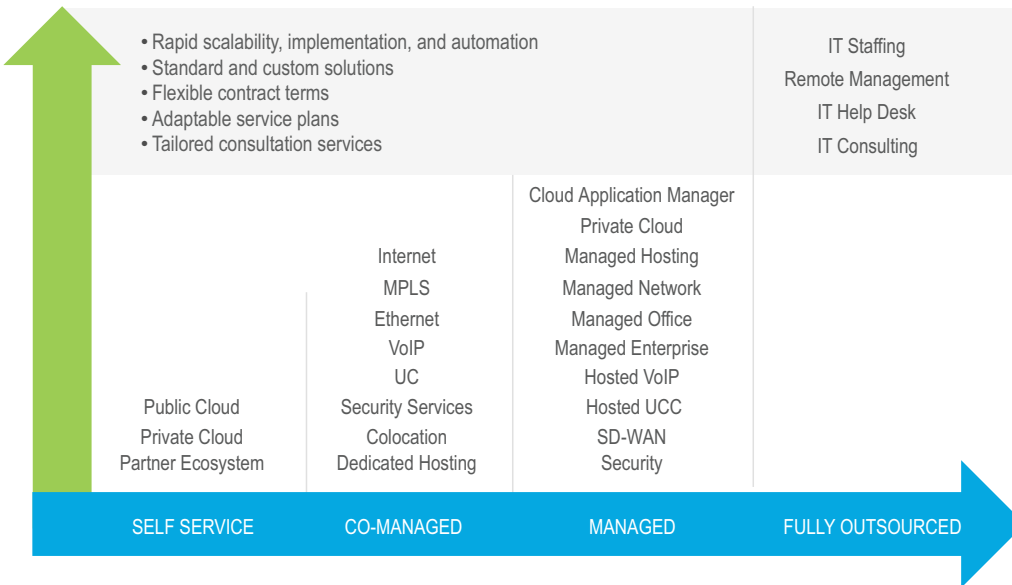 • Rapid scalability, implementation, and automation
• Standard and custom solutions
• Flexible contract terms
• Adaptable service plans
• Tailored consultation services
IT Staffing
Remote Management
IT Help Desk
IT Consulting
Public Cloud
Private Cloud
Partner Ecosystem
Internet
MPLS
Ethernet
VoIP
UC
Security Services
Colocation
Dedicated Hosting
Cloud Application Manager
Private Cloud
Managed Hosting
Managed Network
Managed Office
Managed Enterprise
Hosted VoIP
Hosted UCC
SD-WAN
Security
SELF SERVICE
CO-MANAGED
MANAGED
FULLY OUTSOURCED